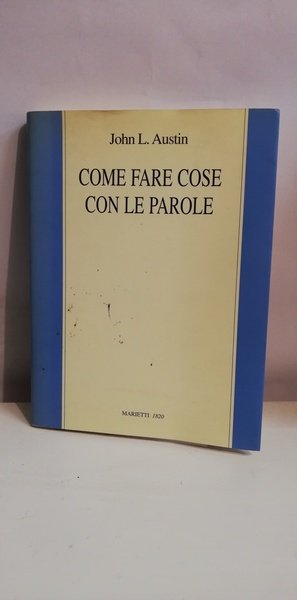 John L. Austin
COME FARE COSE
CON LE PAROLE
MARIETTI 1820